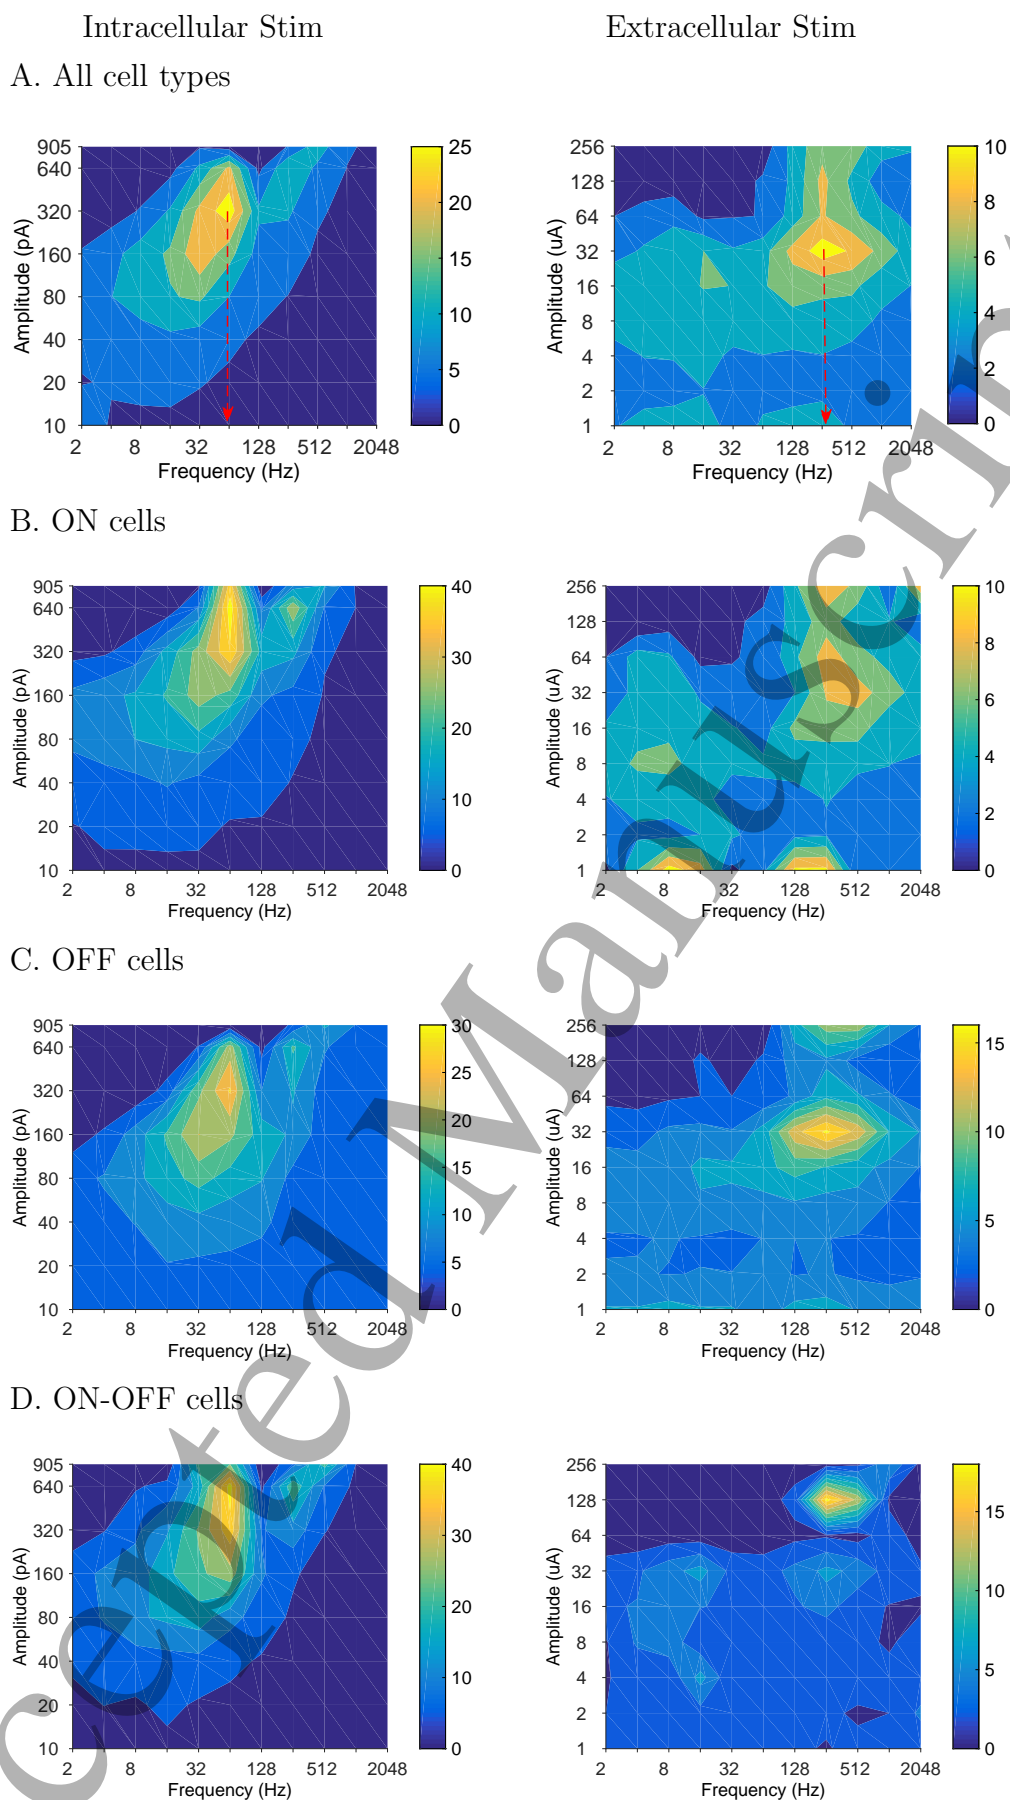 Intracellular Stim Extracellular Stim
A. All cell types
905 640 320 160 80 40 20 10
Amplitude (pA)
2 8 32 128 512 2048
Frequency (Hz)
25 20 15 10 5 0
256 128 64 32 16 8 4 2 1
Amplitude (uA)
2 8 32 128 512 2048
Frequency (Hz)
10 8 6 4 2 0
B. ON cells
905 640 320 160 80 40 20 10
Amplitude (pA)
2 8 32 128 512 2048
Frequency (Hz)
40 30 20 10 0
256 128 64 32 16 8 4 2 1
Amplitude (uA)
2 8 32 128 512 2048
Frequency (Hz)
10 8 6 4 2 0
C. OFF cells
905 640 320 160 80 40 20 10
Amplitude (pA)
2 8 32 128 512 2048
Frequency (Hz)
30 25 20 15 10 5 0
256 128 64 32 16 8 4 2 1
Amplitude (uA)
2 8 32 128 512 2048
Frequency (Hz)
15 10 5 0
D. ON-OFF cells
905 640 320 160 80 40 20 10
Amplitude (pA)
2 8 32 128 512 2048
Frequency (Hz)
40 30 20 10 0
256 128 64 32 16 8 4 2 1
Amplitude (uA)
2 8 32 128 512 2048
Frequency (Hz)
15 10 5 0
cepted Manuscrip